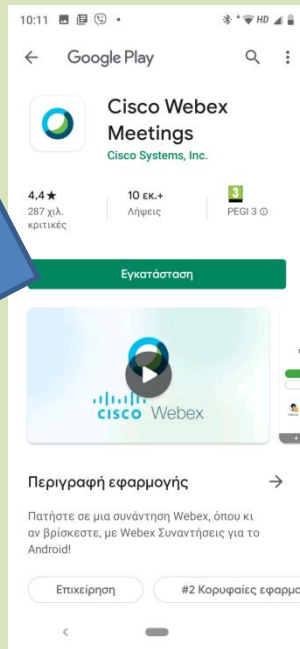 10:11 HD
Google Play
Cisco Webex
Meetings
Cisco Systems, Inc.
4,4★
287 χιλ.
κριτικές
10 εκ.+
Λήψεις
3
PEGI 3
Εγκατάσταση
cisco Webex
Περιγραφή εφαρμογής
Πατήστε σε μια συνάντηση Webex, όπου κι
αν βρίσκεστε, με Webex Συναντήσεις για το
Android!
Επιχείρηση
#2 Κορυφαίες εφαρμο